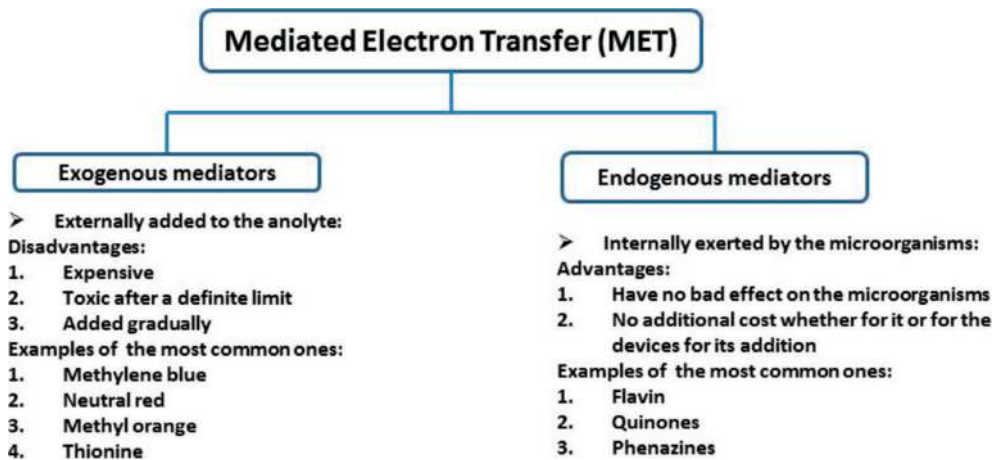 Mediated Electron Transfer (MET)
Exogenous mediators
➤ Externally added to the anolyte:
Disadvantages:
1. Expensive
2. Toxic after a definite limit
3. Added gradually
Examples of the most common ones:
1. Methylene blue
2. Neutral red
3. Methyl orange
4. Thionine
Endogenous mediators
➤ Internally exerted by the microorganisms:
Advantages:
1. Have no bad effect on the microorganisms
2. No additional cost whether for it or for the
devices for its addition
Examples of the most common ones:
1. Flavin
2. Quinones
3. Phenazines